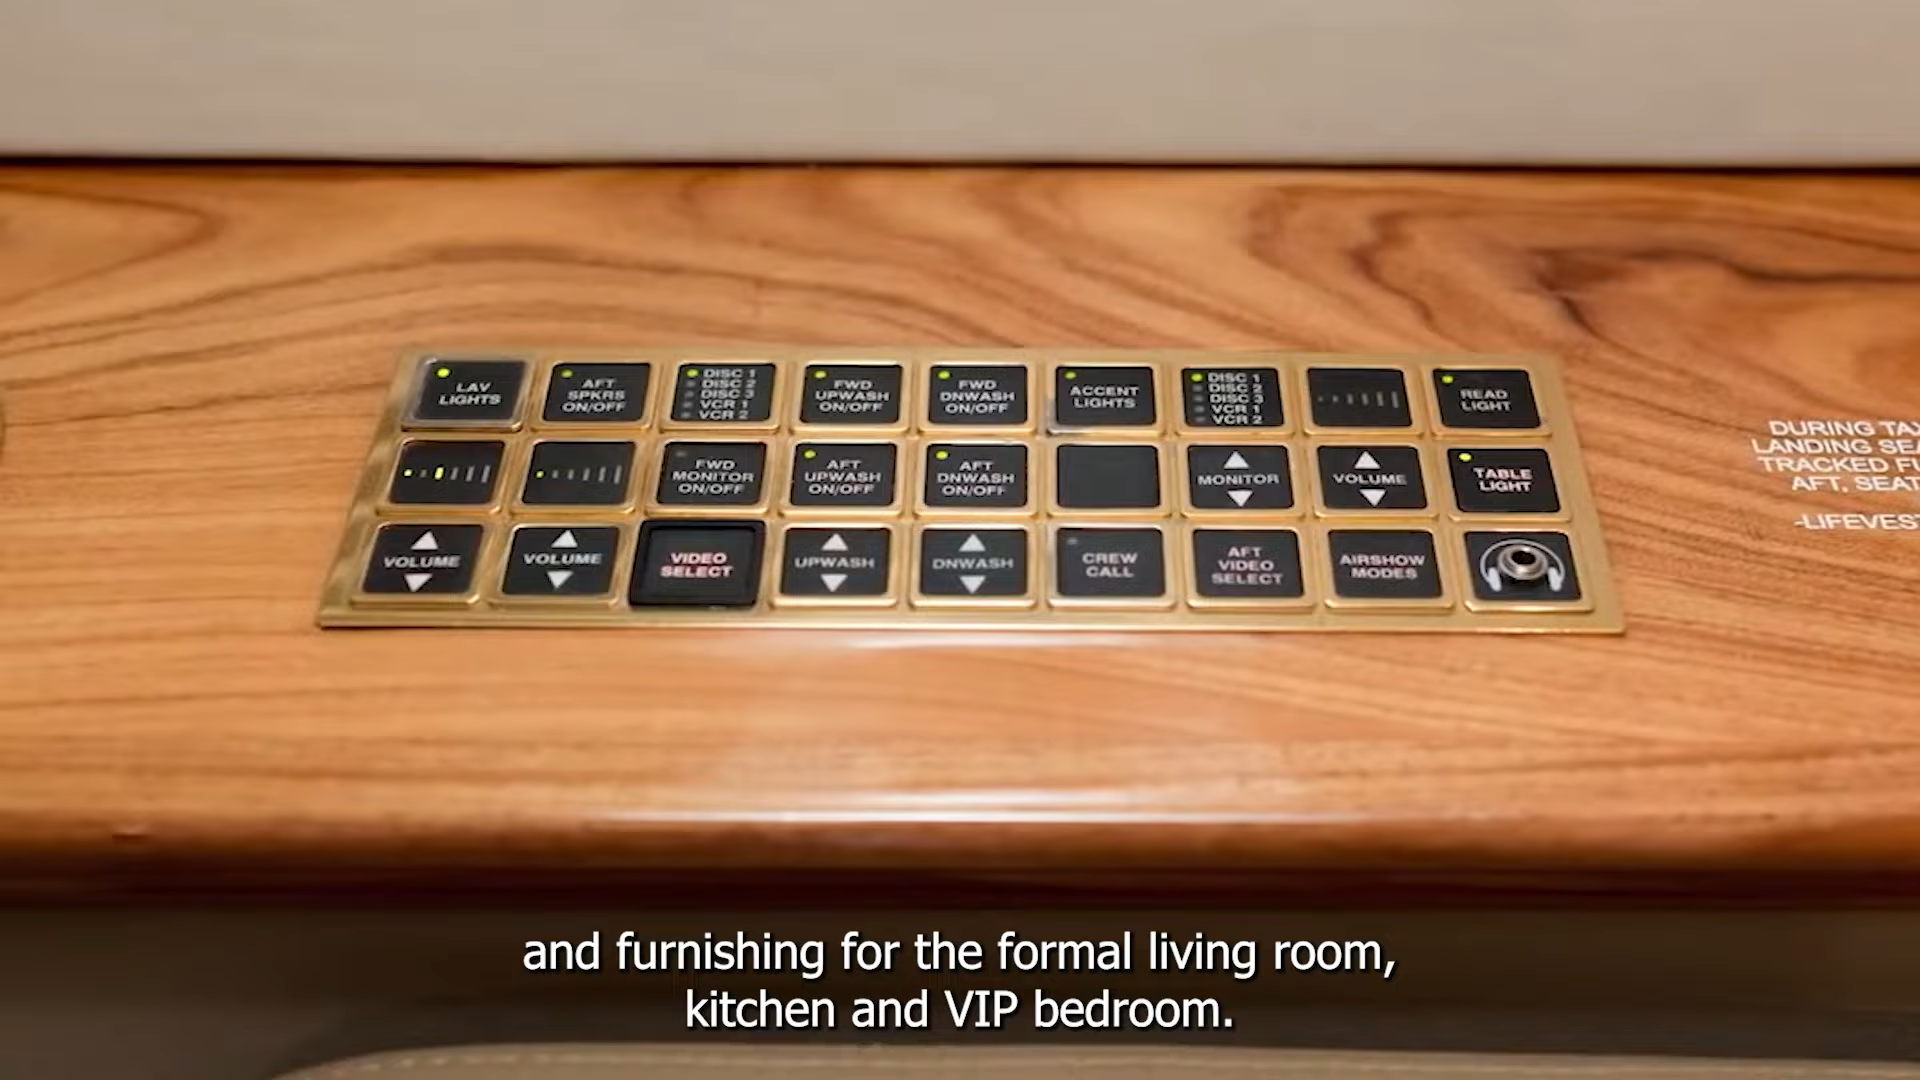 LAV
LIGHTS
AFT
SPKRS
ON/OFF
DISC 1
DISC 2
DISC 3
VCR 1
VCR 2
FWD
UPWASH
ON/OFF
FWD
DNWASH
ON/OFF
ACCENT
LIGHTS
DISC 1
DISC 2
DISC 3
VCR 1
VCR 2
READ
LIGHT
FWD
MONITOR
ON/OFF
AFT
UPWASH
ON/OFF
AFT
DNWASH
ON/OFF
MONITOR
VOLUME
TABLE
LIGHT
VOLUME
VOLUME
VIDEO
SELECT
UPWASH
DNWASH
CREW
CALL
AFT
VIDEO
SELECT
AIRSHOW
MODES
DURING
LANDING
TRACKED
AFT, SEAT
-LIFEVEST
and furnishing for the formal living room,
kitchen and VIP bedroom.